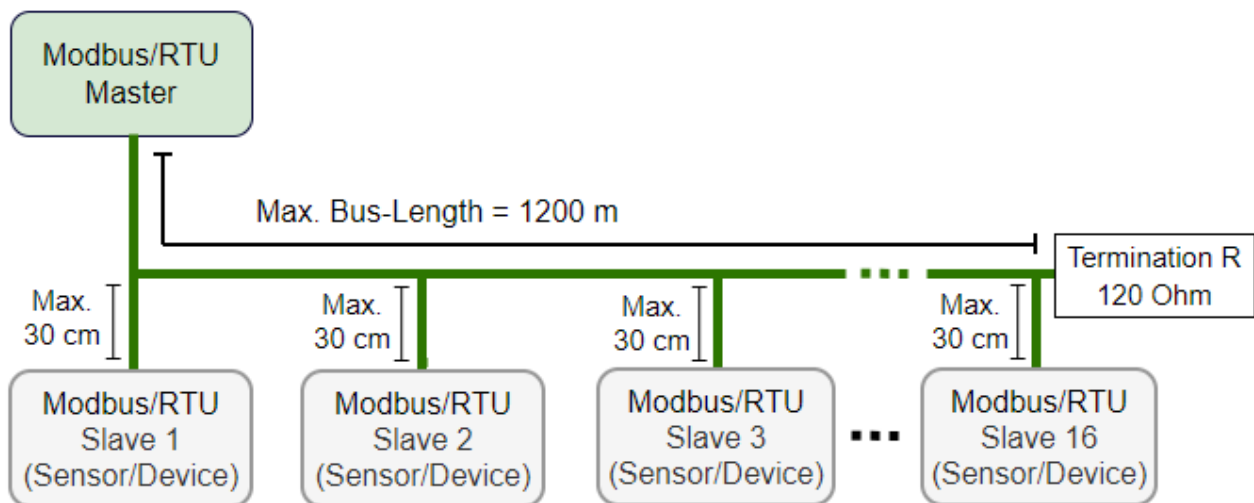 Modbus/RTU
Master
Max. Bus-Length = 1200 m
Termination R
120 Ohm
Max.
30 cm
Max.
30 cm
Max.
30 cm
Max.
30 cm
Modbus/RTU
Slave 1
(Sensor/Device)
Modbus/RTU
Slave 2
(Sensor/Device)
Modbus/RTU
Slave 3
(Sensor/Device)
Modbus/RTU
Slave 16
(Sensor/Device)